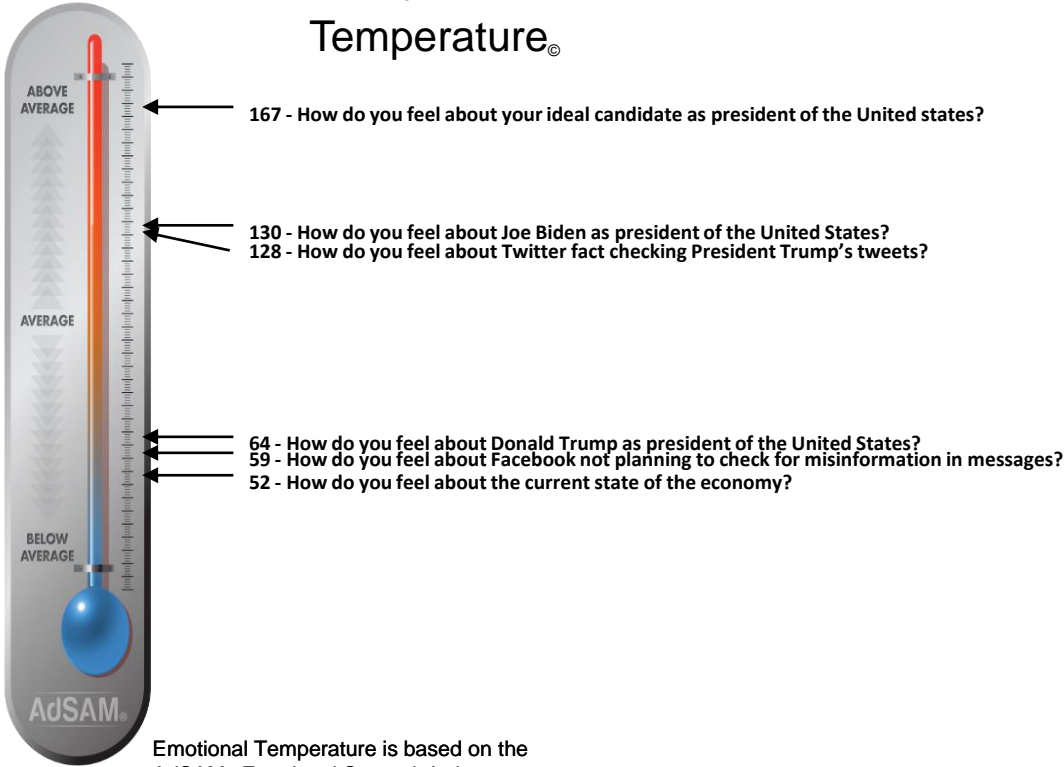 Temperature©
ABOVE
AVERAGE
167 - How do you feel about your ideal candidate as president of the United states?
130 - How do you feel about Joe Biden as president of the United States?
128 - How do you feel about Twitter fact checking President Trump's tweets?
AVERAGE
64 - How do you feel about Donald Trump as president of the United States?
59 - How do you feel about Facebook not planning to check for misinformation in messages?
52 - How do you feel about the current state of the economy?
BELOW
AVERAGE
AdSAM®
Emotional Temperature is based on the